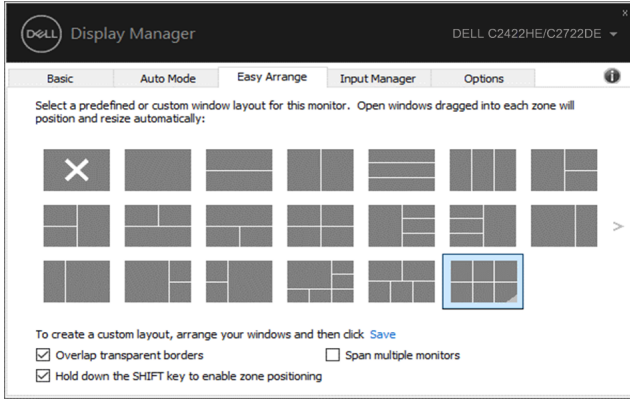 DELL Display Manager
DELL C2422HE/C2722DE
Basic
Auto Mode
Easy Arrange
Input Manager
Options
Select a predefined or custom window layout for this monitor. Open windows dragged into each zone will
position and resize automatically:
To create a custom layout, arrange your windows and then click Save
Overlap transparent borders
Span multiple monitors
Hold down the SHIFT key to enable zone positioning